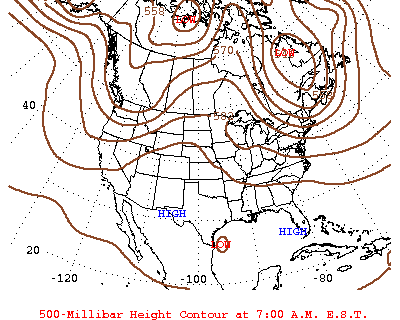 558
LOW
570
LOW
40
582
HIGH
HIGH
LOW
20
-120
-100
-80
500-Millibar Height Contour at 7:00 A.M. E.S.T.